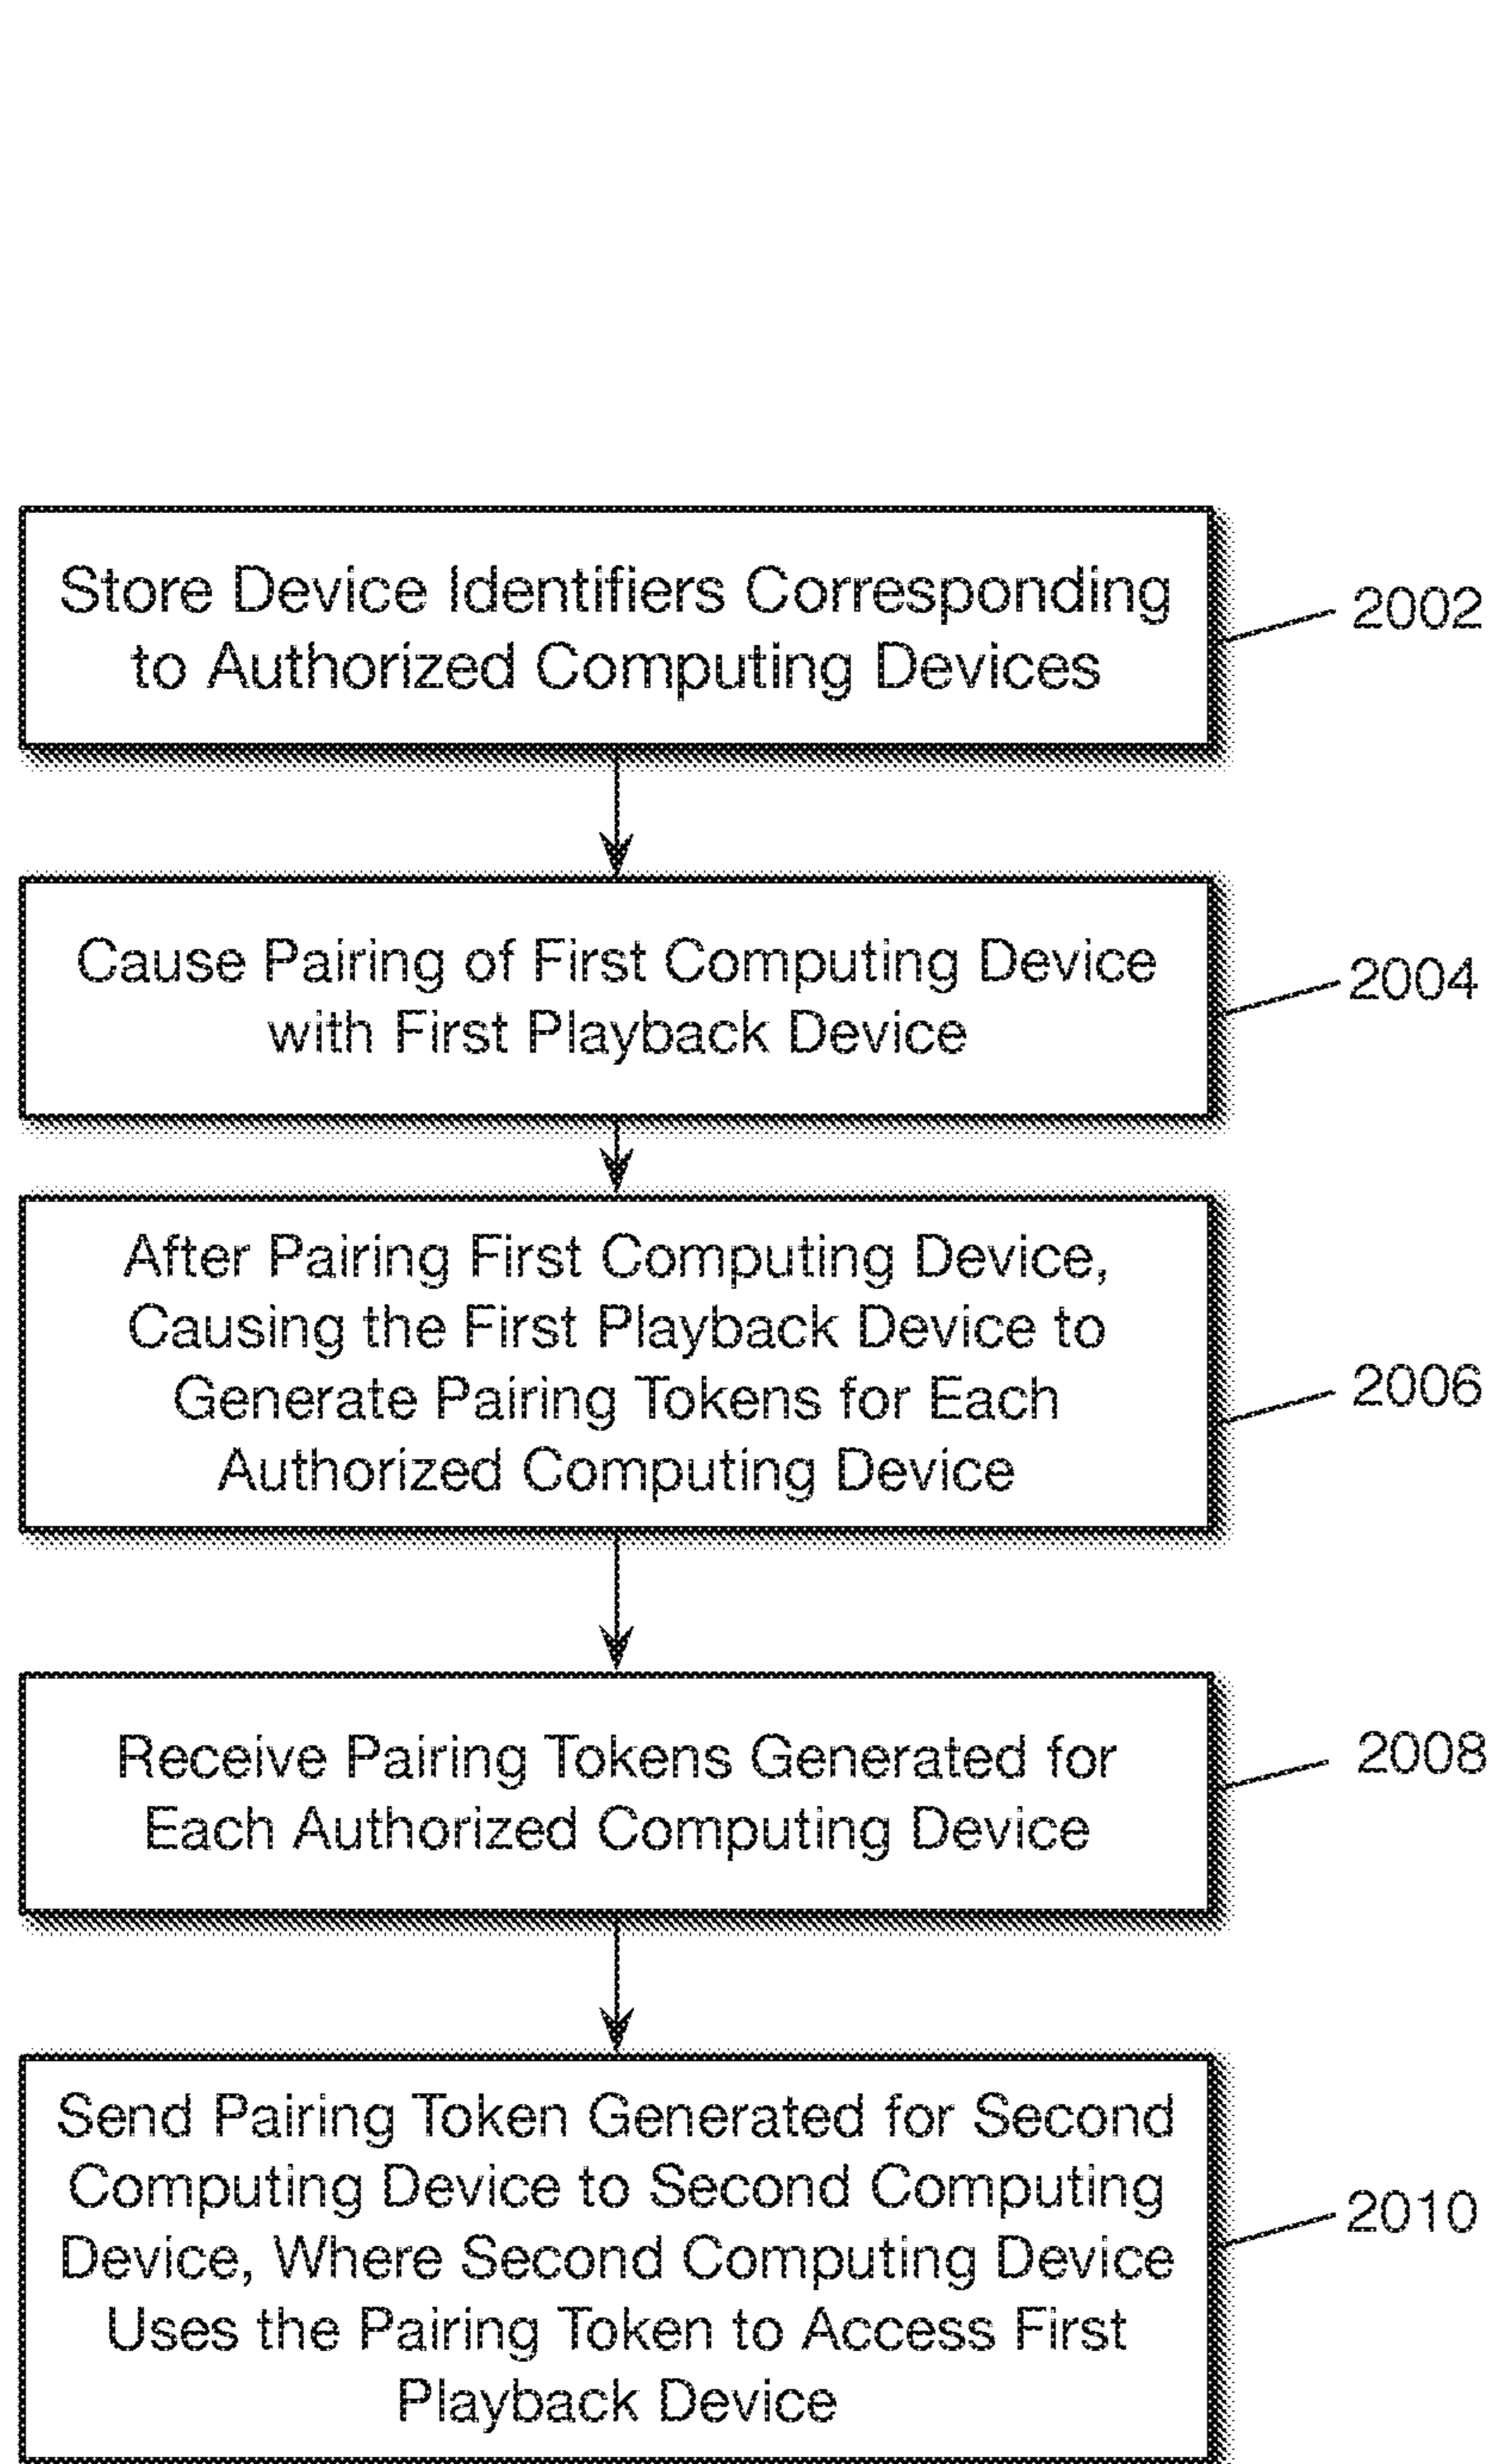 Store Device Identifiers Corresponding
to Authorized Computing Devices
2002
Cause Pairing of First Computing Device
with First Playback Device
2004
After Pairing First Computing Device,
Causing the First Playback Device to
Generate Pairing Tokens for Each
Authorized Computing Device
2006
Receive Pairing Tokens Generated for
Each Authorized Computing Device
2008
Send Pairing Token Generated for Second
Computing Device to Second Computing
Device, Where Second Computing Device
Uses the Pairing Token to Access First
Playback Device
2010